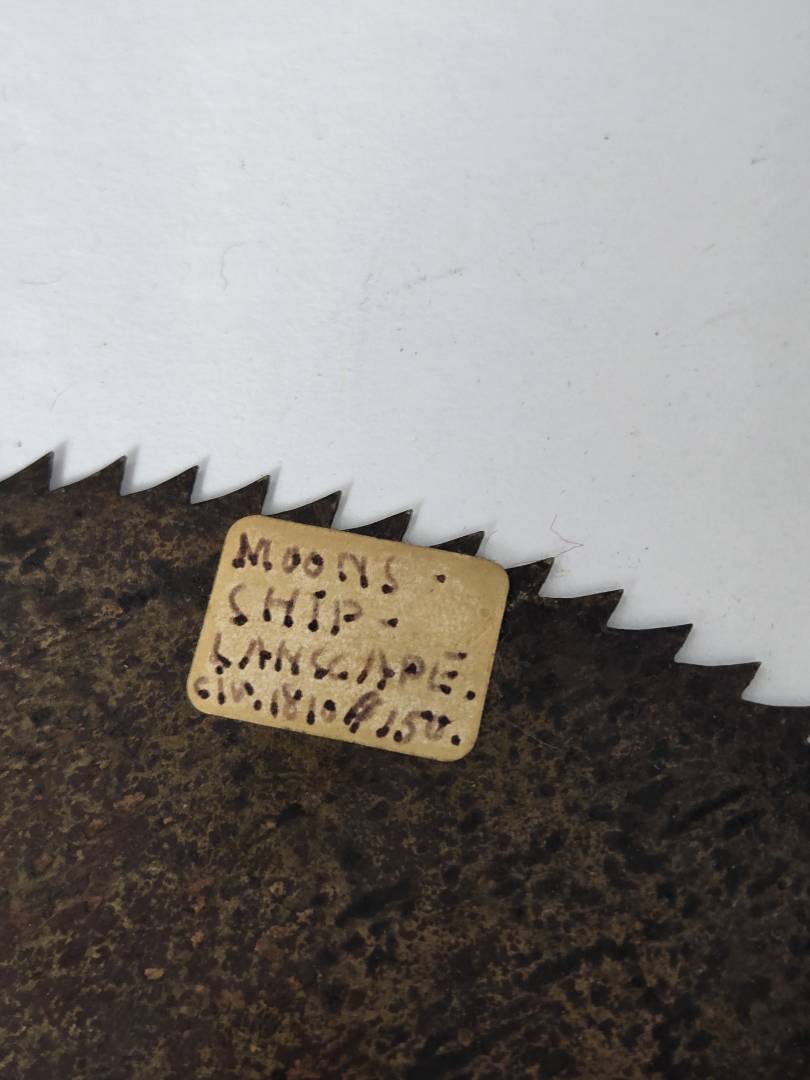 MOONS -
SHIP -
LANSCAPE.
cir. 1810 $150.